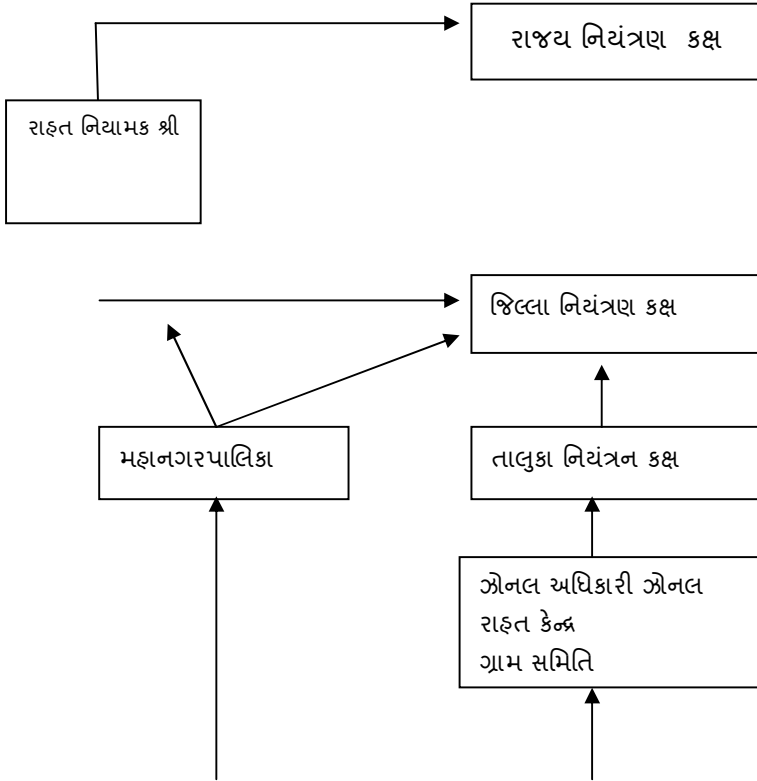 રાજય નિયંત્રણ કક્ષ
રાહત નિયામક શ્રી
જિલ્લા નિયંત્રણ કક્ષ
મહાનગરપાલિકા
તાલુકા નિયંત્રન કક્ષ
ઝોનલ અધિકારી ઝોનલ
રાહત કેન્દ્ર
ગ્રામ સમિતિ